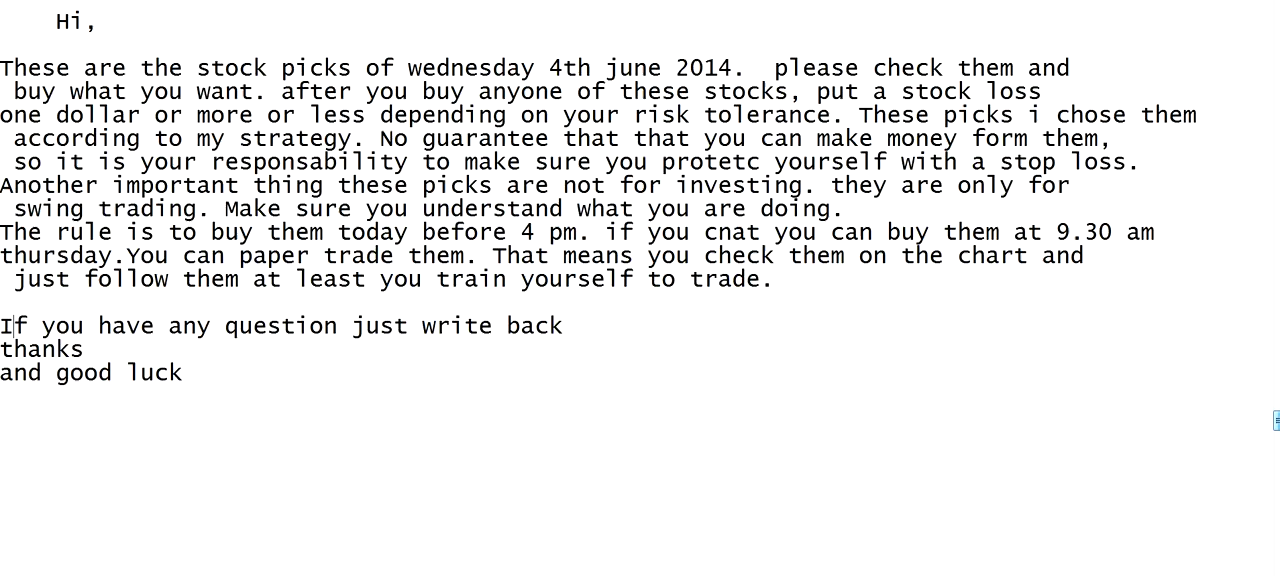 Hi,
These are the stock picks of wednesday 4th june 2014.  please check them and
buy what you want. after you buy anyone of these stocks, put a stock loss
one dollar or more or less depending on your risk tolerance. These picks i chose them
according to my strategy. No guarantee that that you can make money form them,
so it is your responsability to make sure you protetc yourself with a stop loss.
Another important thing these picks are not for investing. they are only for
swing trading. Make sure you understand what you are doing.
The rule is to buy them today before 4 pm. if you cnat you can buy them at 9.30 am
thursday.You can paper trade them. That means you check them on the chart and
just follow them at least you train yourself to trade.
If you have any question just write back
thanks
and good luck